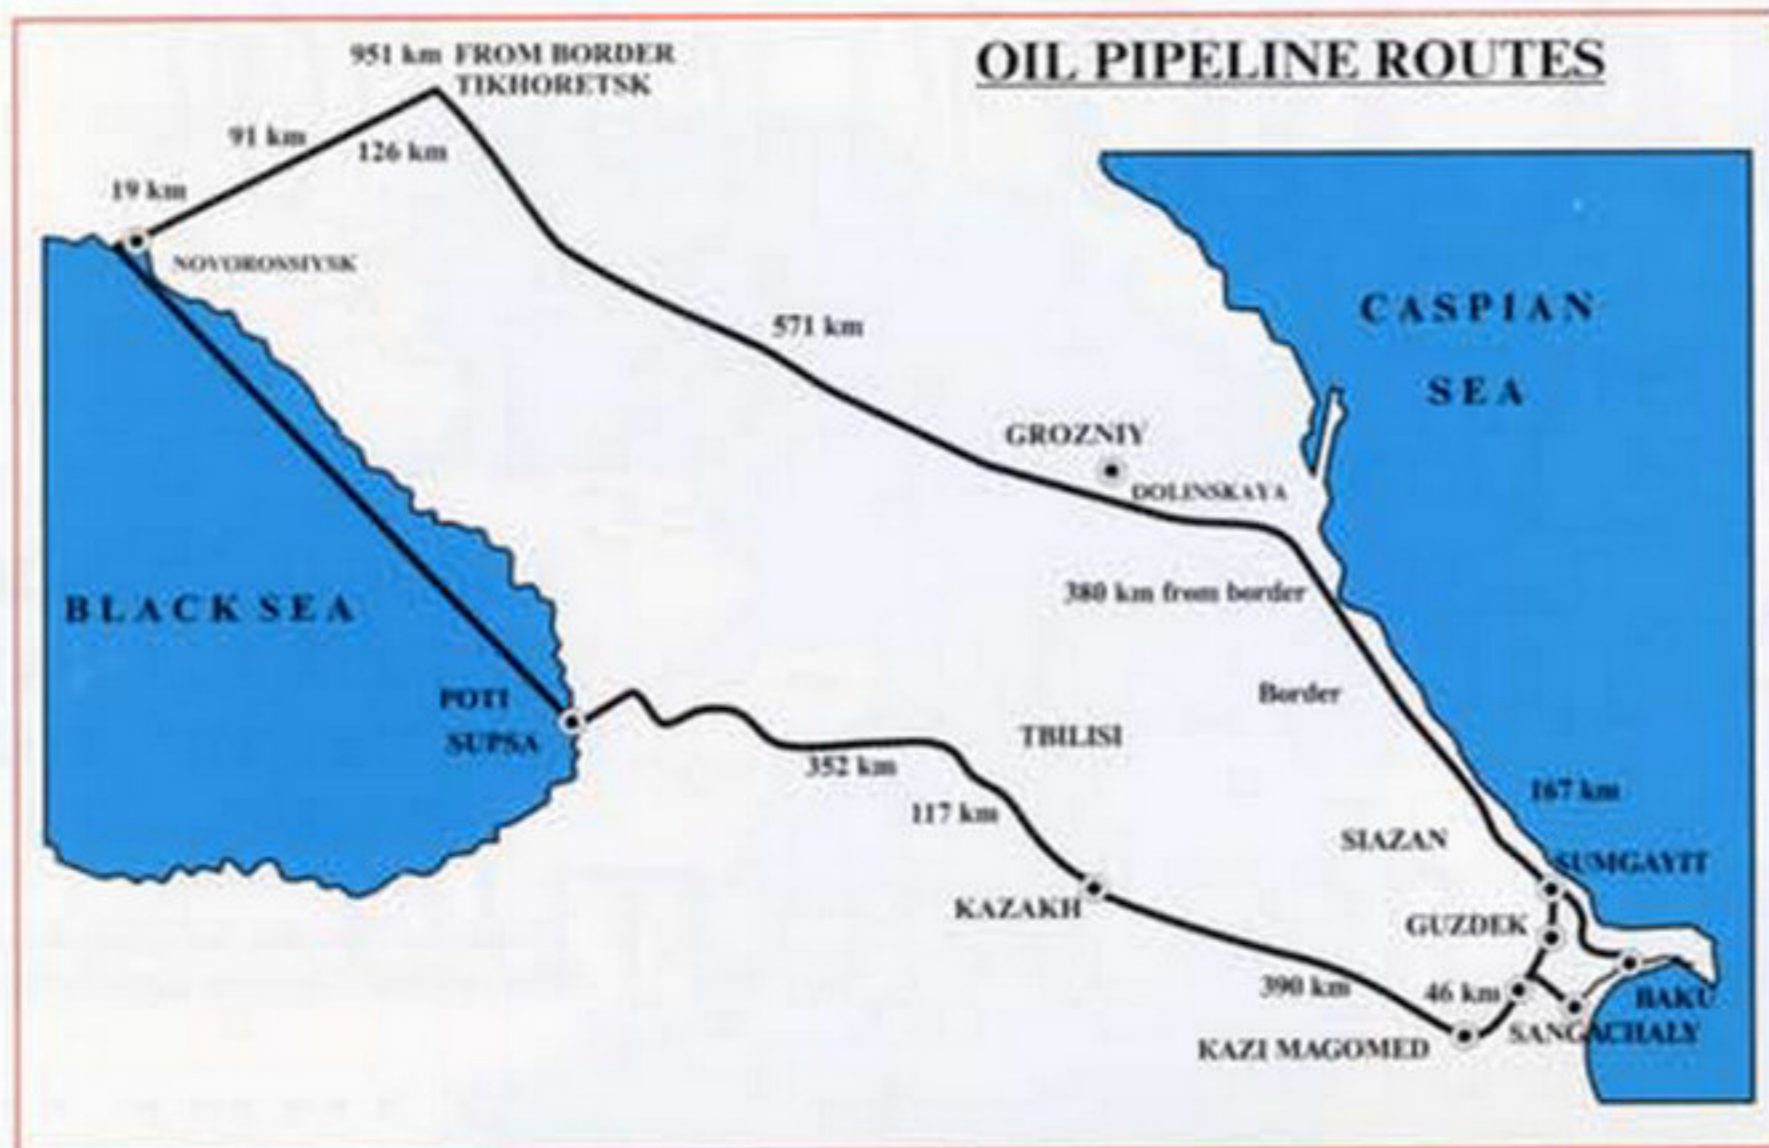 OIL PIPELINE ROUTES
951 km FROM BORDER
TIKHORETSK
91 km
126 km
19 km
NOVOROSSIYSK
571 km
CASPIAN
SEA
GROZNIY
DOLINSKAYA
380 km from border
BLACK SEA
Border
POTI
SUPSA
TBILISI
352 km
117 km
167 km
SIAZAN
SUMGAYIT
KAZAKH
GUZDEK
390 km
46 km
BAKU
SANGACHALY
KAZI MAGOMED